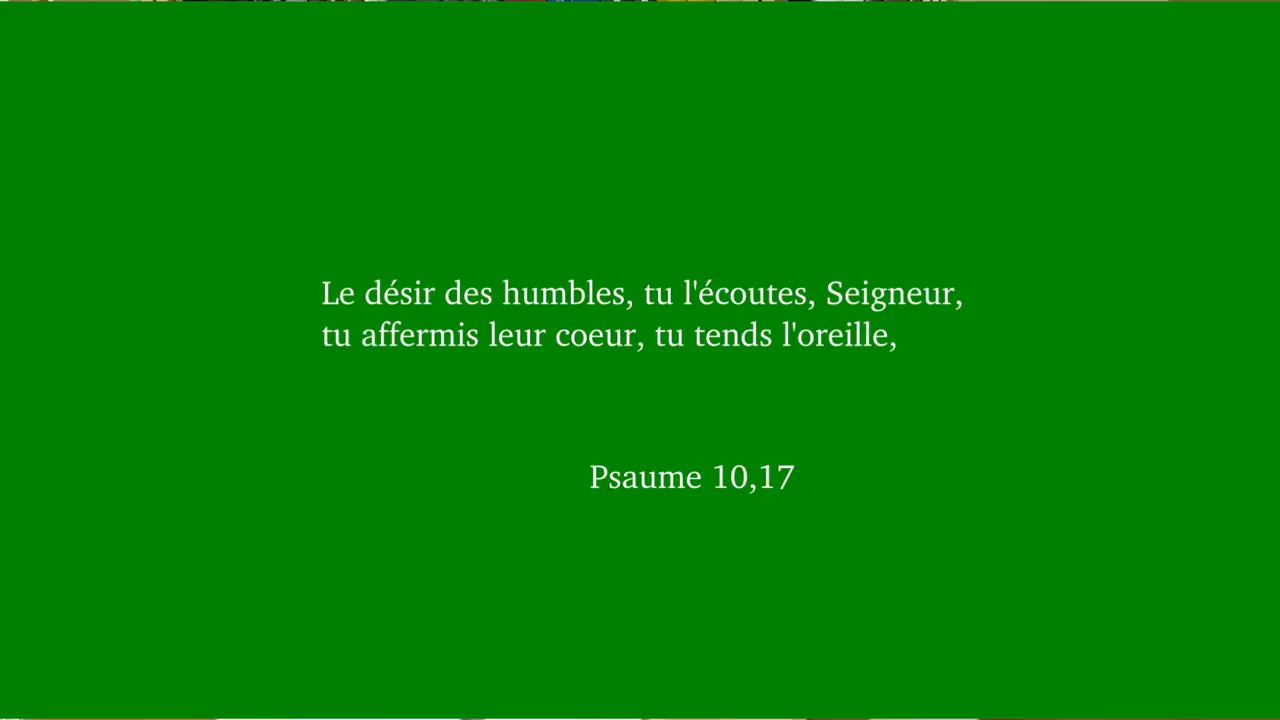 Le désir des humbles, tu l'écoutes, Seigneur,
tu affermis leur coeur, tu tends l'oreille,
Psaume 10,17